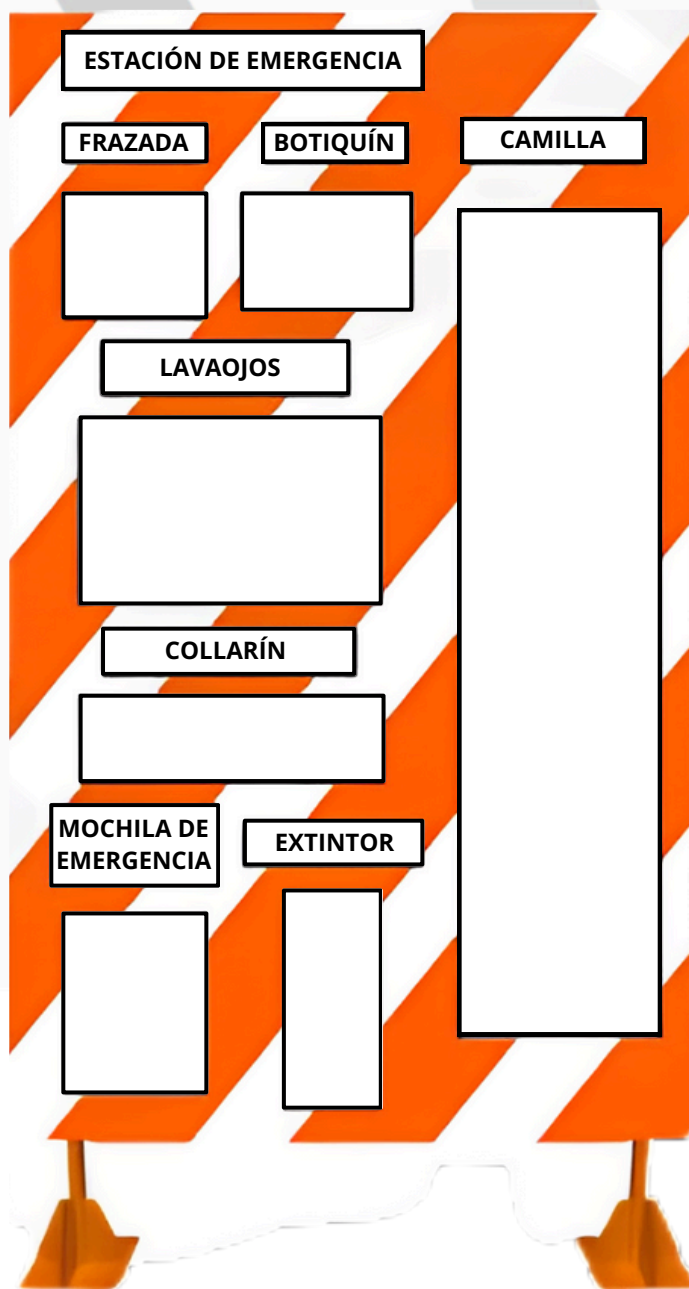 ESTACIÓN DE EMERGENCIA
FRAZADA
BOTIQUÍN
CAMILLA
LAVAOJOS
COLLARÍN
MOCHILA DE
EMERGENCIA
EXTINTOR